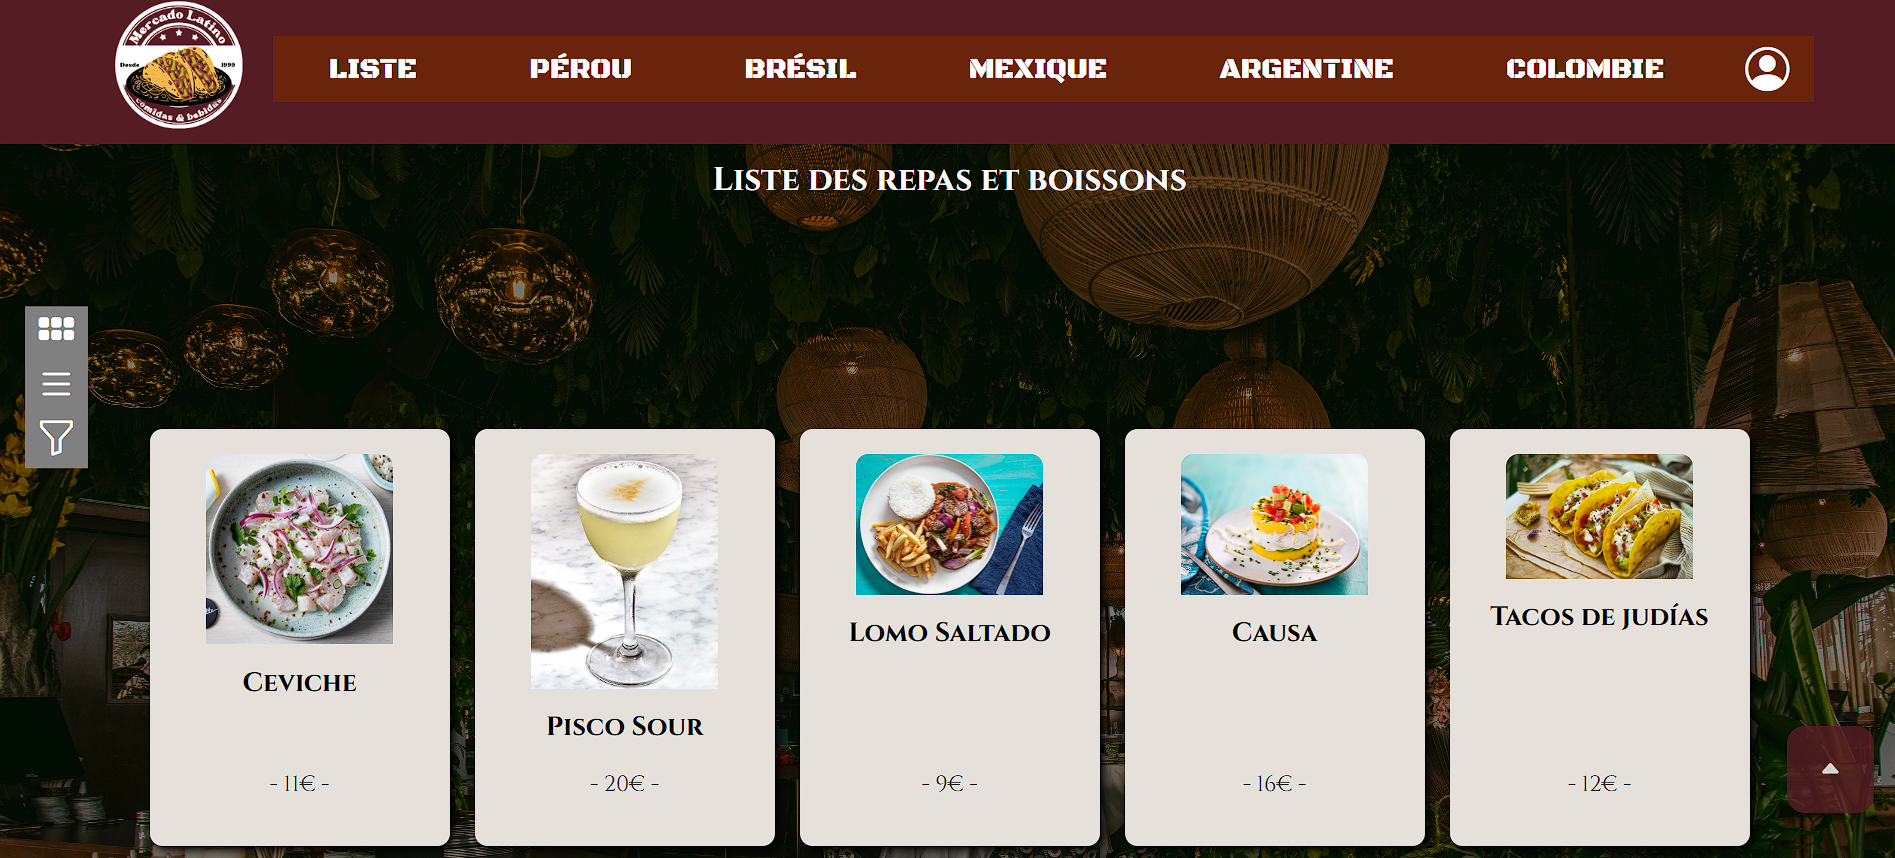 Mercado Latino
Desde 1999
comidas & bebidas
LISTE PÉROU BRÉSIL MEXIQUE ARGENTINE COLOMBIE
Liste des repas et boissons
Ceviche
- 11€ -
Pisco Sour
- 20€ -
Lomo Saltado
- 9€ -
Causa
- 16€ -
Tacos de judías
- 12€ -